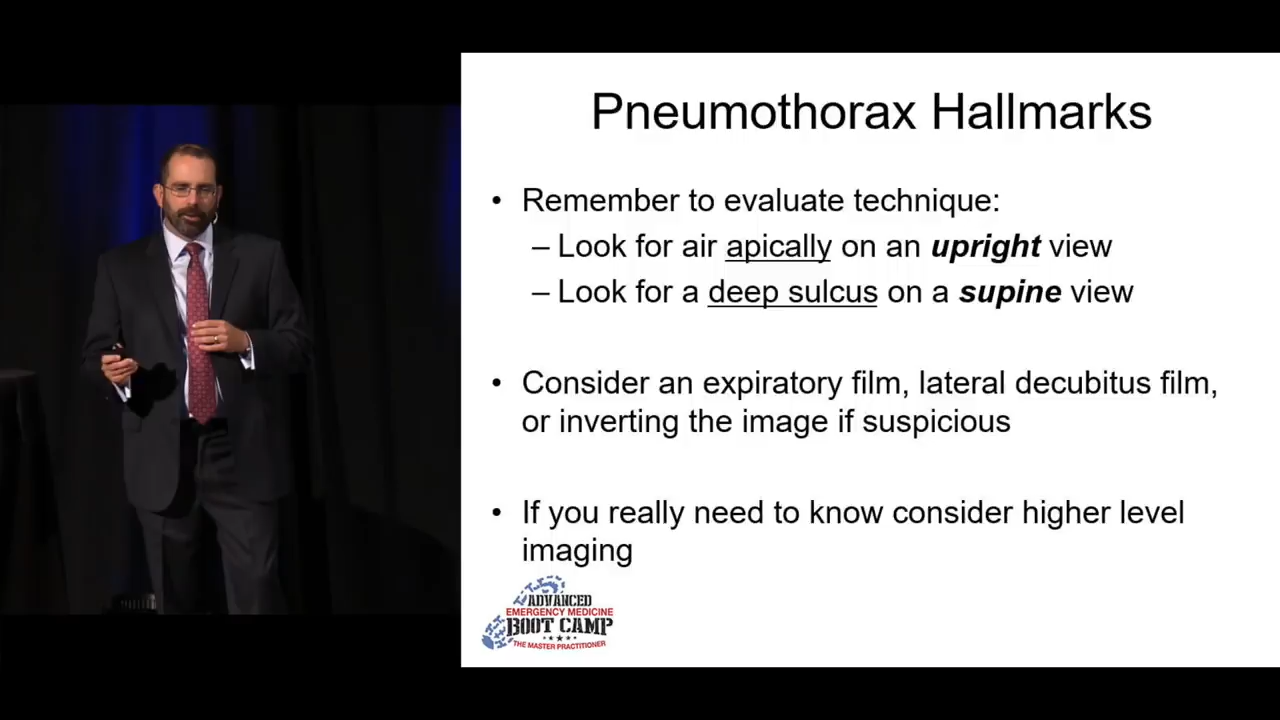 Pneumothorax Hallmarks
• Remember to evaluate technique:
– Look for air apically on an upright view
– Look for a deep sulcus on a supine view
• Consider an expiratory film, lateral decubitus film,
or inverting the image if suspicious
• If you really need to know consider higher level
imaging
ADVANCED
EMERGENCY MEDICINE
BOOT CAMP
THE MASTER PRACTITIONER